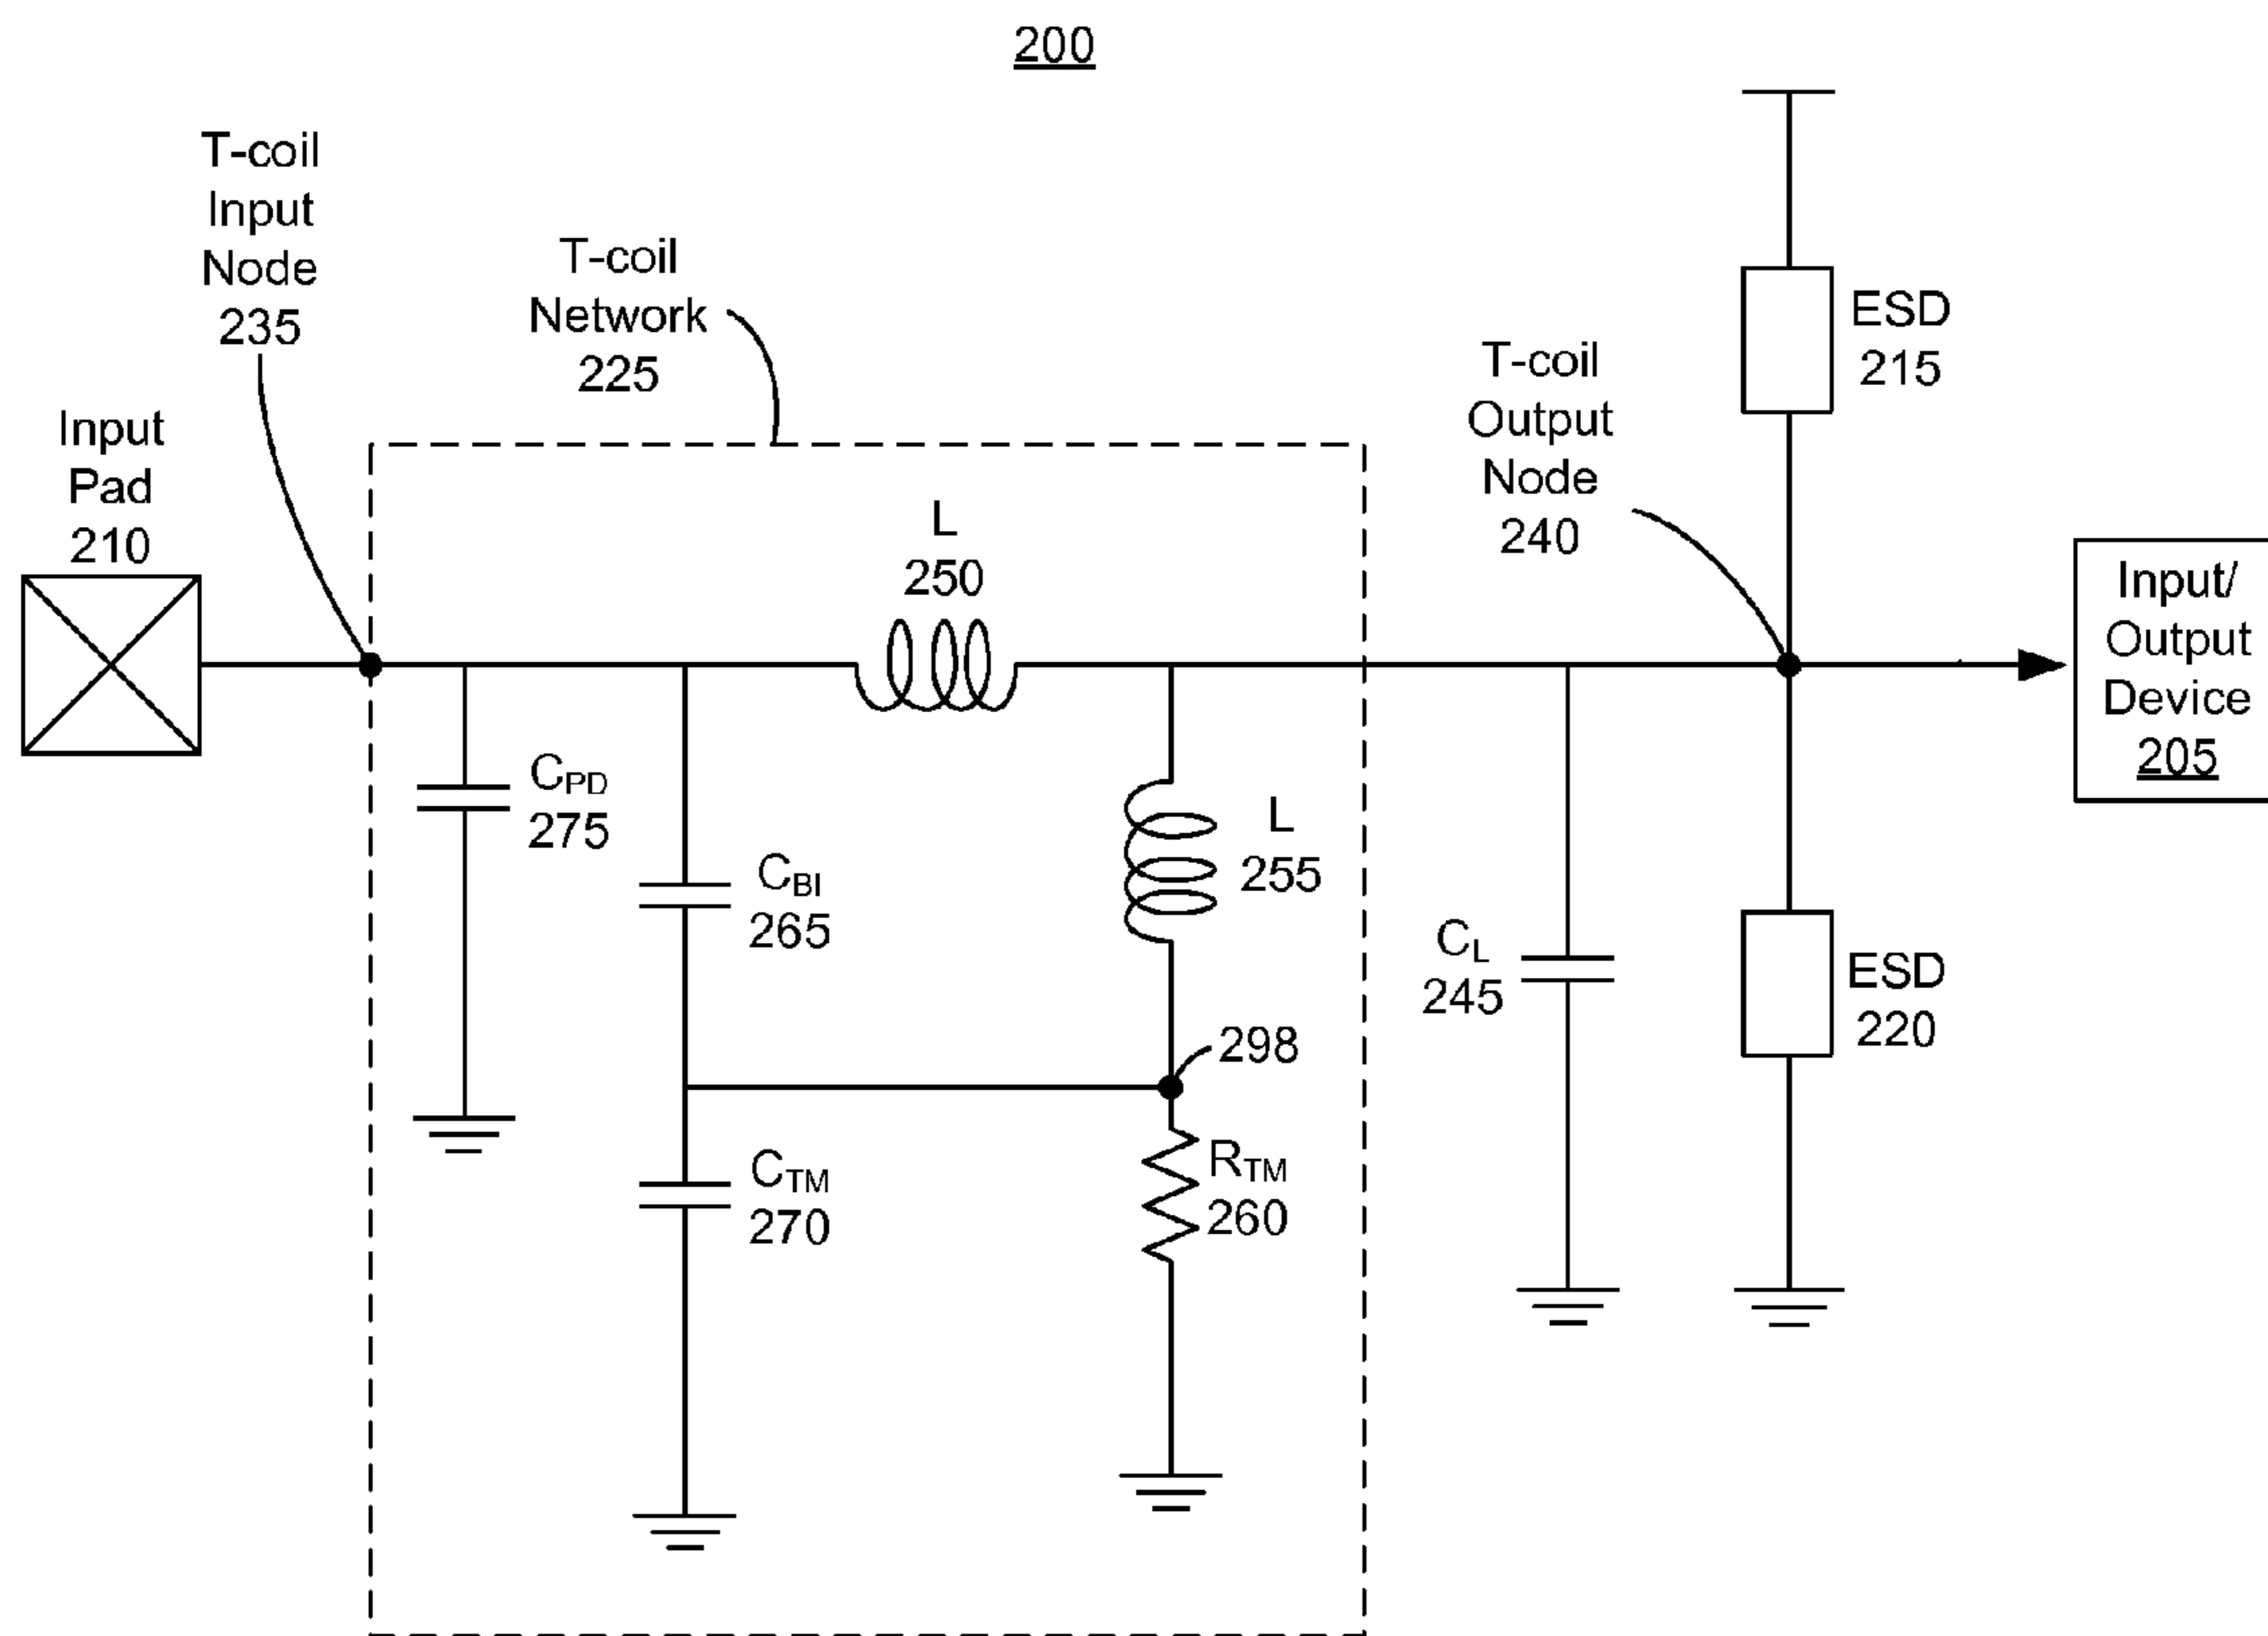 200
T-coil
Input
Node
235
T-coil
Network
225
Input
Pad
210
L
250
T-coil
Output
Node
240
ESD
215
Input/
Output
Device
205
CPD
275
CBI
265
L
255
CL
245
ESD
220
298
CTM
270
RTM
260